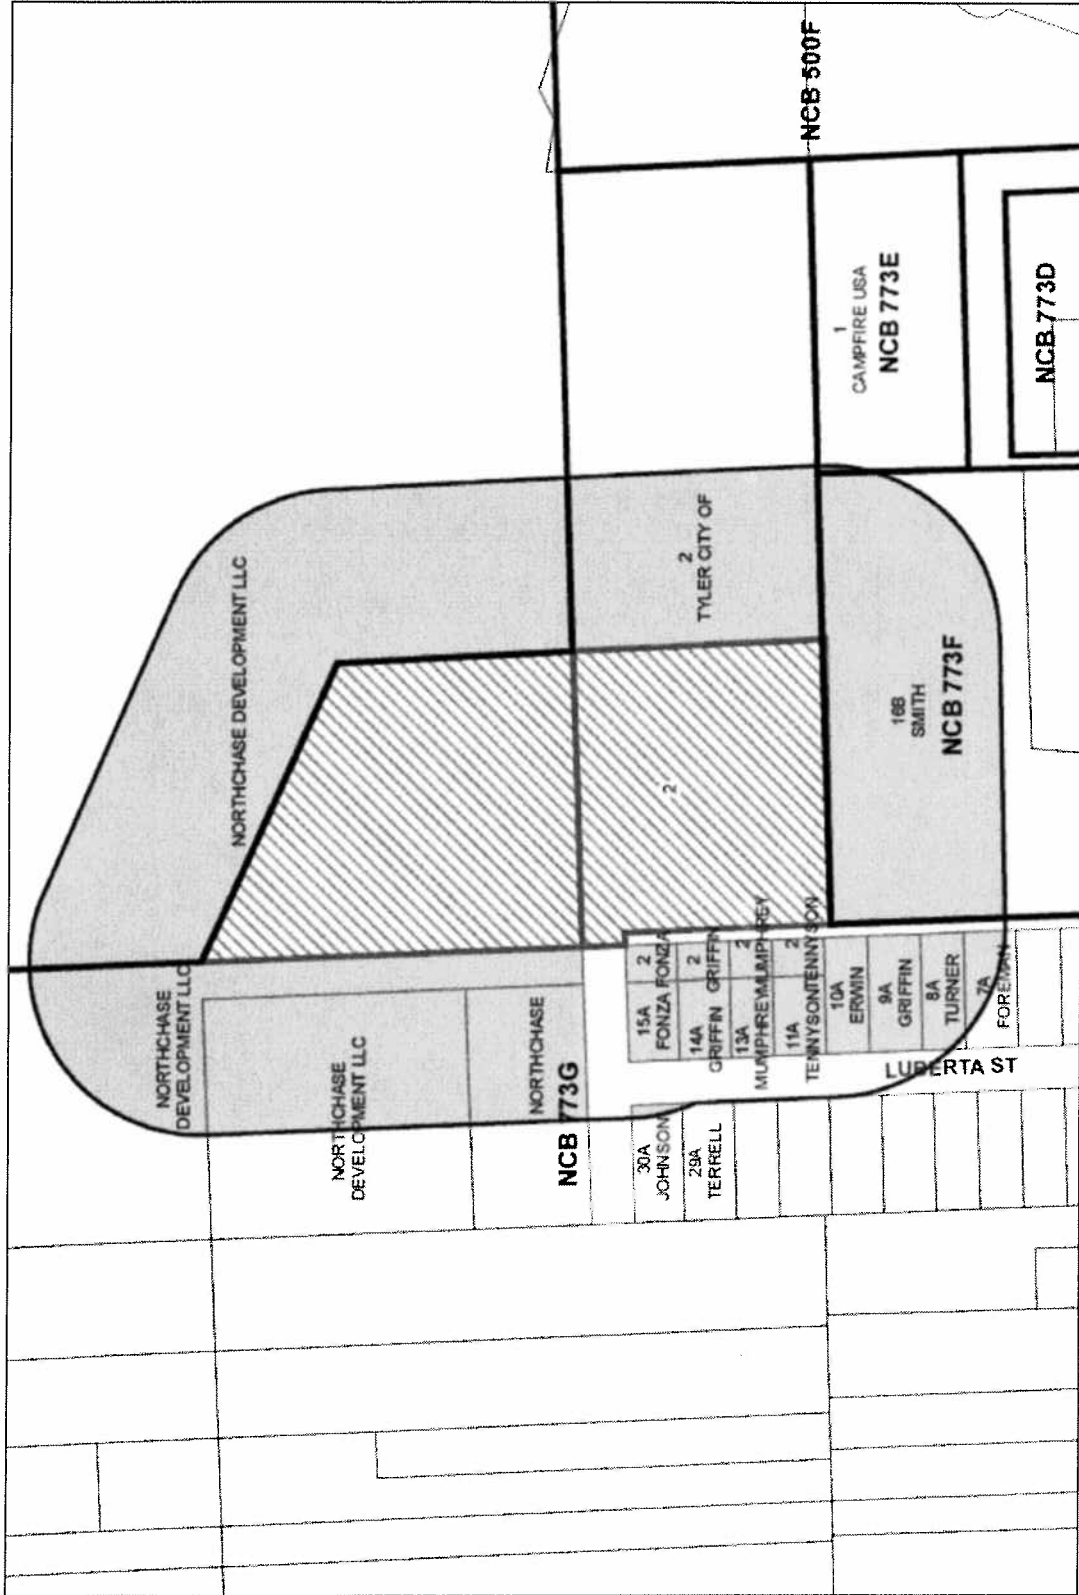 NORTHCHASE
DEVELOPMENT LLC
NORTHCHASE DEVELOPMENT LLC
NORTHCHASE
DEVELOPMENT LLC
NORTHCHASE
NCB 773G
2
TYLER CITY OF
2
NCB 500F
1
CAMPFIRE USA
NCB 773E
NCB 773D
16B
SMITH
NCB 773F
30A
JOHNSON
29A
TERRELL
15A
FONZA
2
FONZA
14A
GRIFFIN
2
GRIFFIN
13A
MUMPHREY
2
MUMPHREY
11A
TENNYSON
2
TENNYSON
10A
ERWIN
9A
GRIFFIN
8A
TURNER
7A
FOREMAN
LUBERTA ST